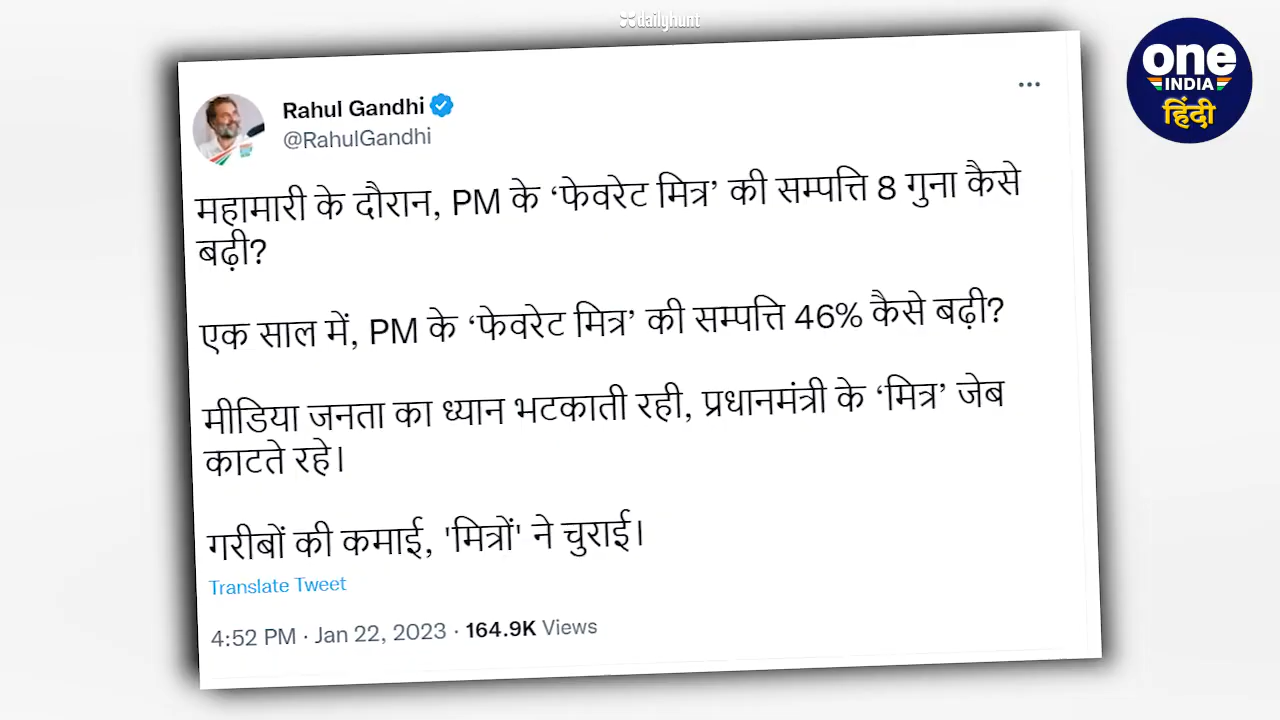 dailyhunt
one
INDIA
हिंदी
Rahul Gandhi
@RahulGandhi
महामारी के दौरान, PM के ‘फेवरेट मित्र’ की सम्पत्ति 8 गुना कैसे
बढ़ी?
एक साल में, PM के ‘फेवरेट मित्र’ की सम्पत्ति 46% कैसे बढ़ी?
मीडिया जनता का ध्यान भटकाती रही, प्रधानमंत्री के ‘मित्र’ जेब
काटते रहे।
गरीबों की कमाई, 'मित्रों' ने चुराई।
Translate Tweet
4:52 PM · Jan 22, 2023 · 164.9K Views